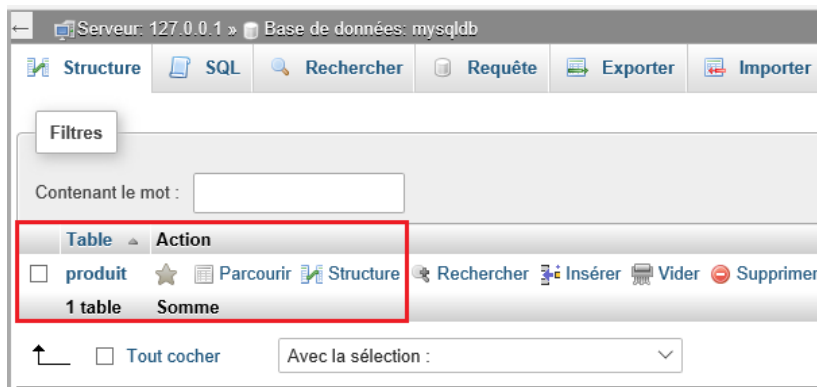 Serveur: 127.0.0.1 » Base de données: mysqldb
Structure SQL Rechercher Requête Exporter Importer
Filtres
Contenant le mot :
Table Action
produit Parcourir Structure Rechercher Insérer Vider Supprimer
1 table Somme
Tout cocher Avec la sélection :